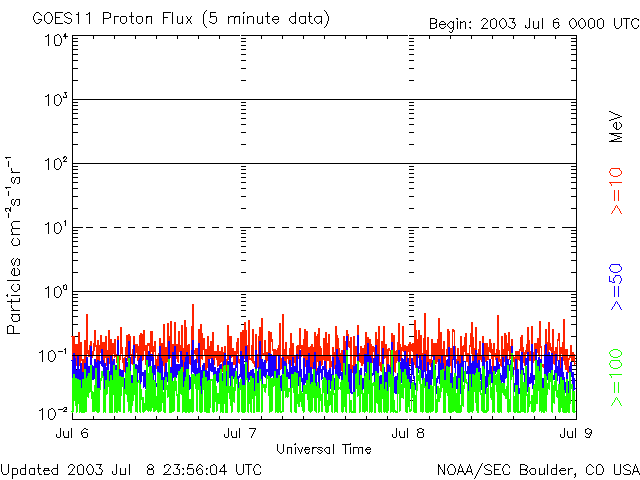 GOES11 Proton Flux (5 minute data)
Begin: 2003 Jul 6 0000 UTC
Particles cm⁻²s⁻¹sr⁻¹
10⁴
10³
10²
10¹
10⁰
10⁻¹
10⁻²
Jul 6
Jul 7
Jul 8
Jul 9
Universal Time
MeV
>=10
>=50
>=100
Updated 2003 Jul 8 23:56:04 UTC
NOAA/SEC Boulder, CO USA